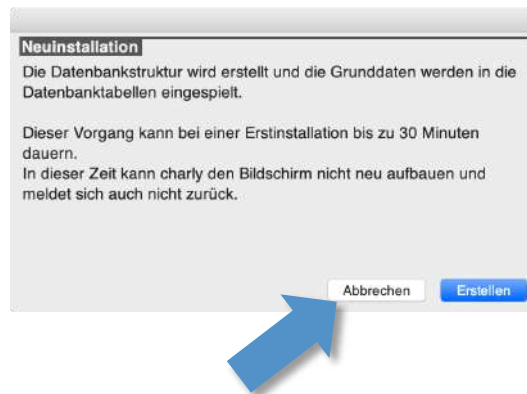 Neuinstallation
Die Datenbankstruktur wird erstellt und die Grunddaten werden in die
Datenbanktabellen eingespielt.
Dieser Vorgang kann bei einer Erstinstallation bis zu 30 Minuten
dauern.
In dieser Zeit kann charly den Bildschirm nicht neu aufbauen und
meldet sich auch nicht zurück.
Abbrechen Erstellen